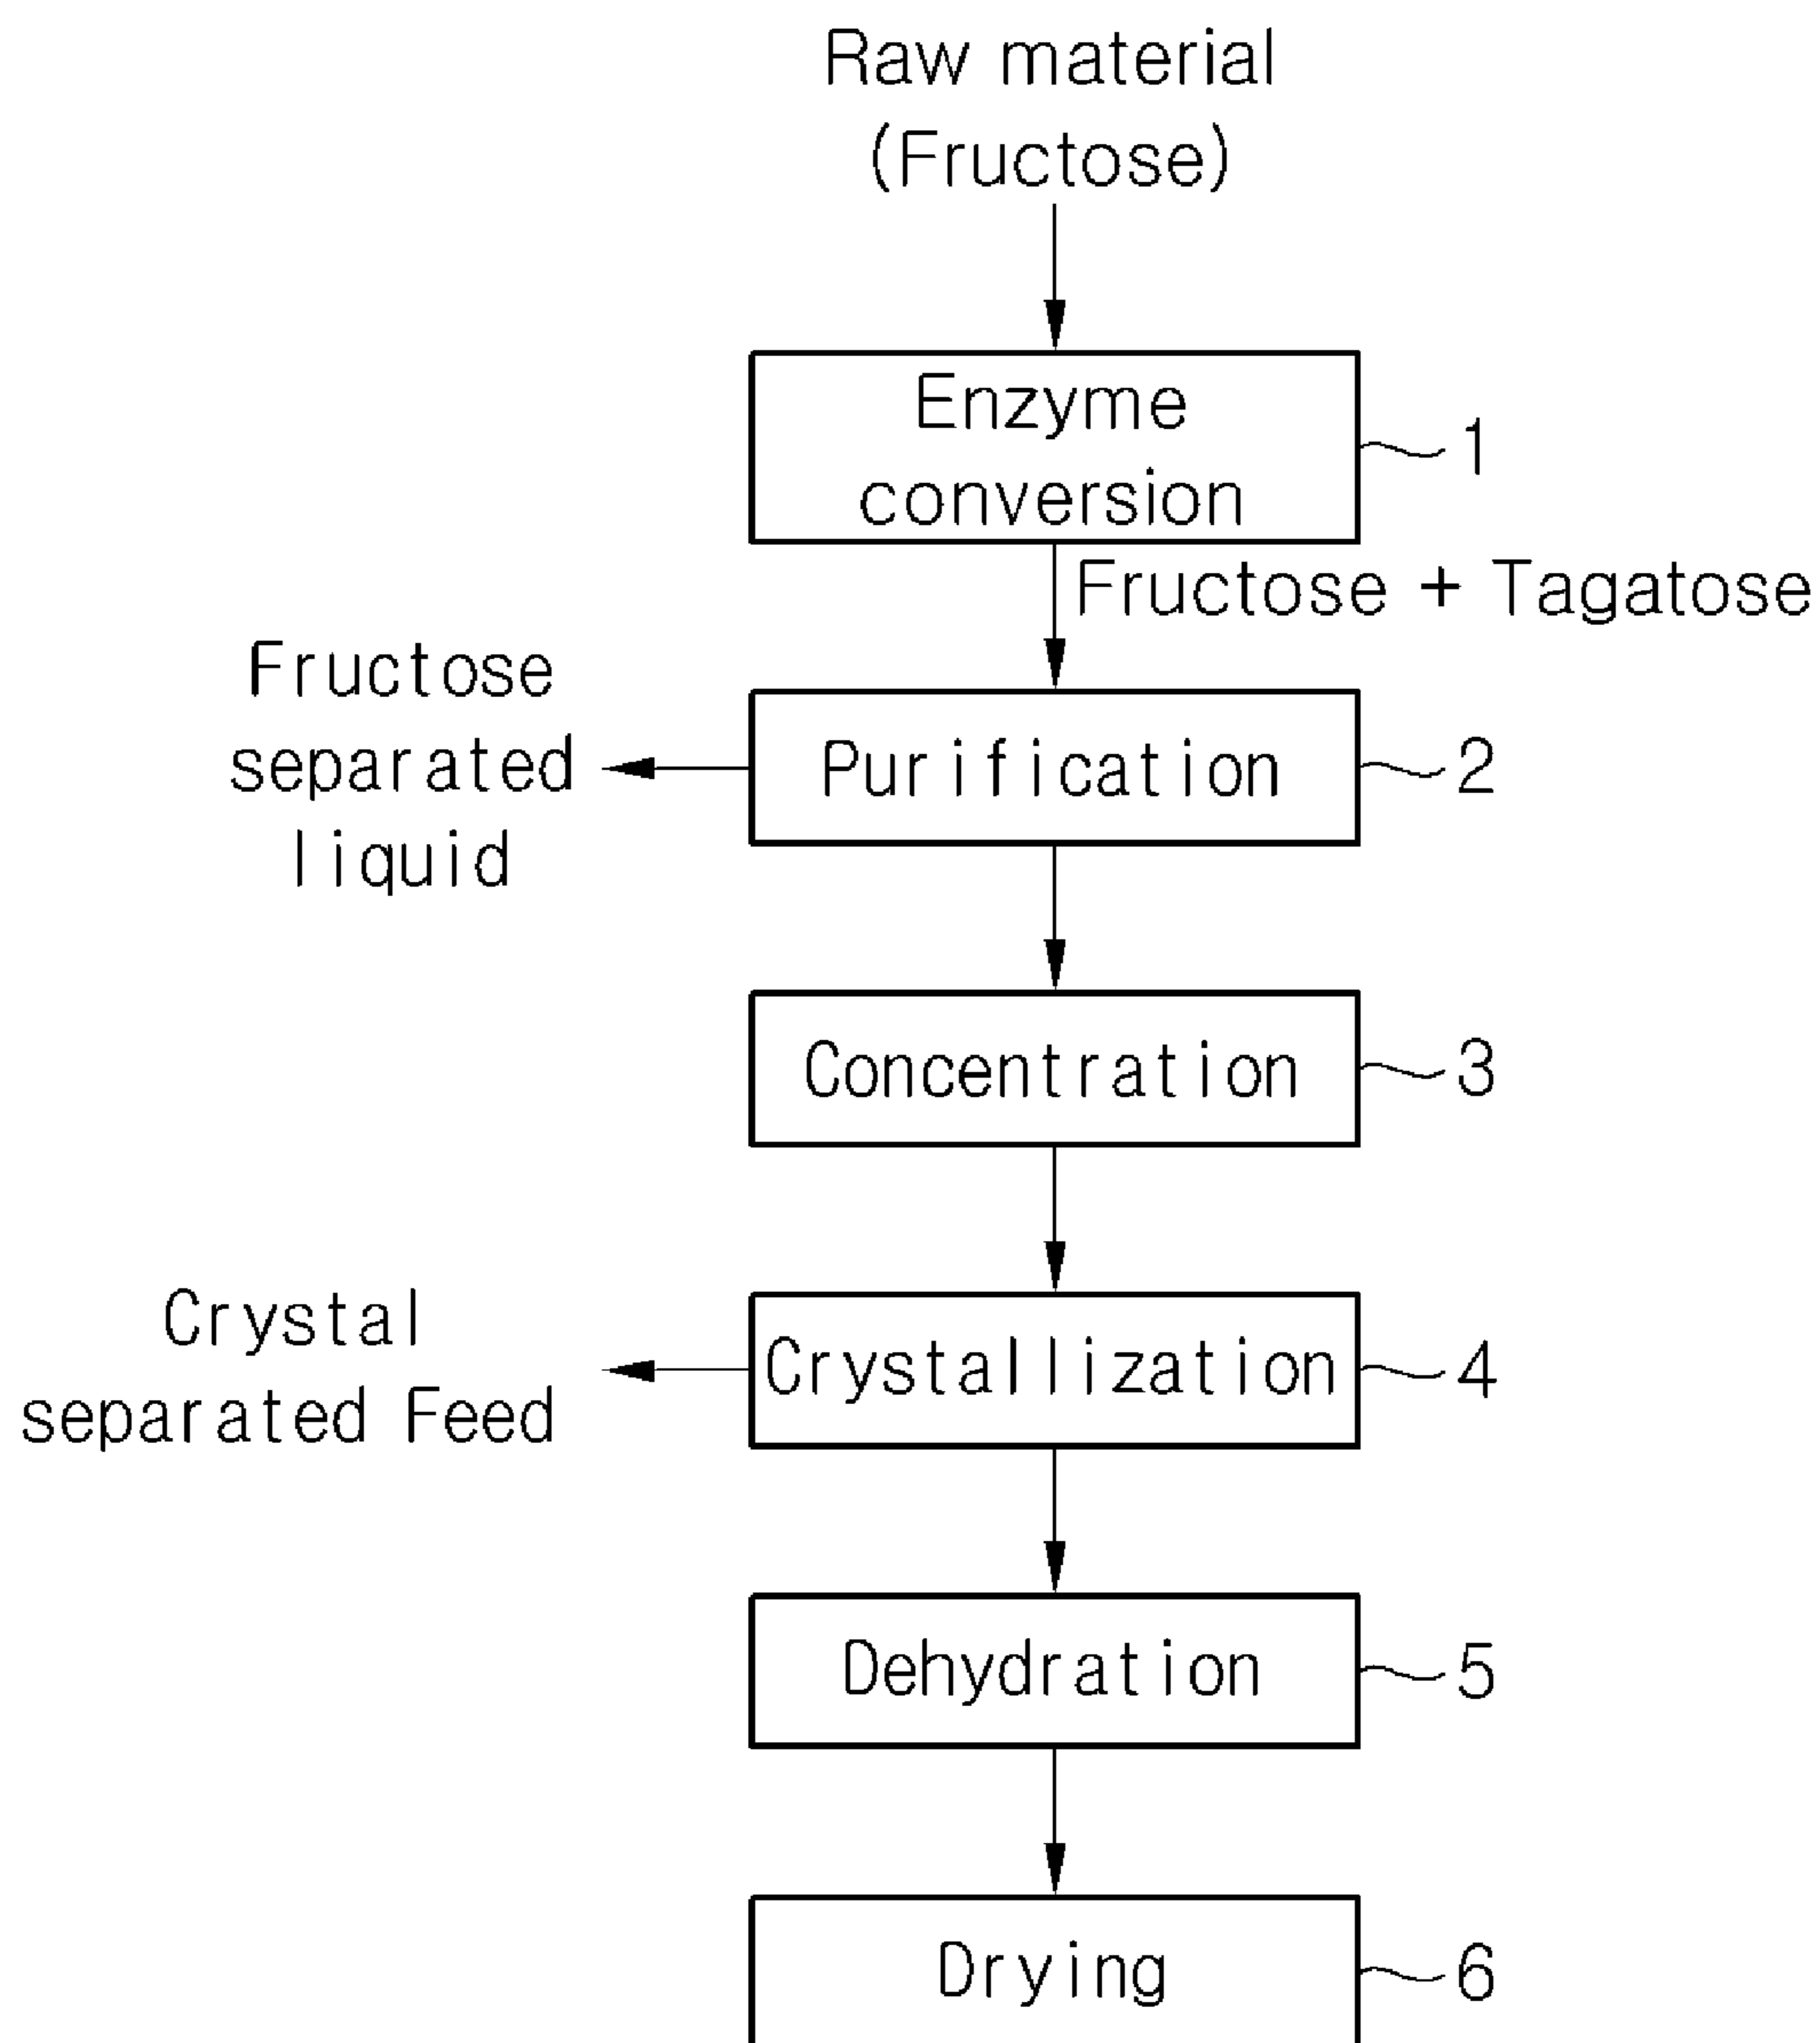 Raw material
(Fructose)
Enzyme
conversion
1
Fructose + Tagatose
Fructose
separated
liquid
Purification
2
Concentration
3
Crystal
separated Feed
Crystallization
4
Dehydration
5
Drying
6